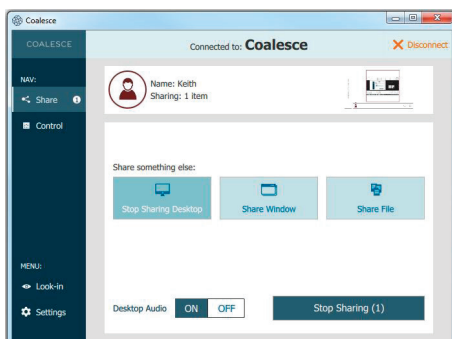 Coalesce
COALESCE
Connected to: Coalesce
Disconnect
NAV:
Share
Control
Name: Keith
Sharing: 1 item
Share something else:
Stop Sharing Desktop
Share Window
Share File
MENU:
Look-in
Settings
Desktop Audio ON OFF
Stop Sharing (1)